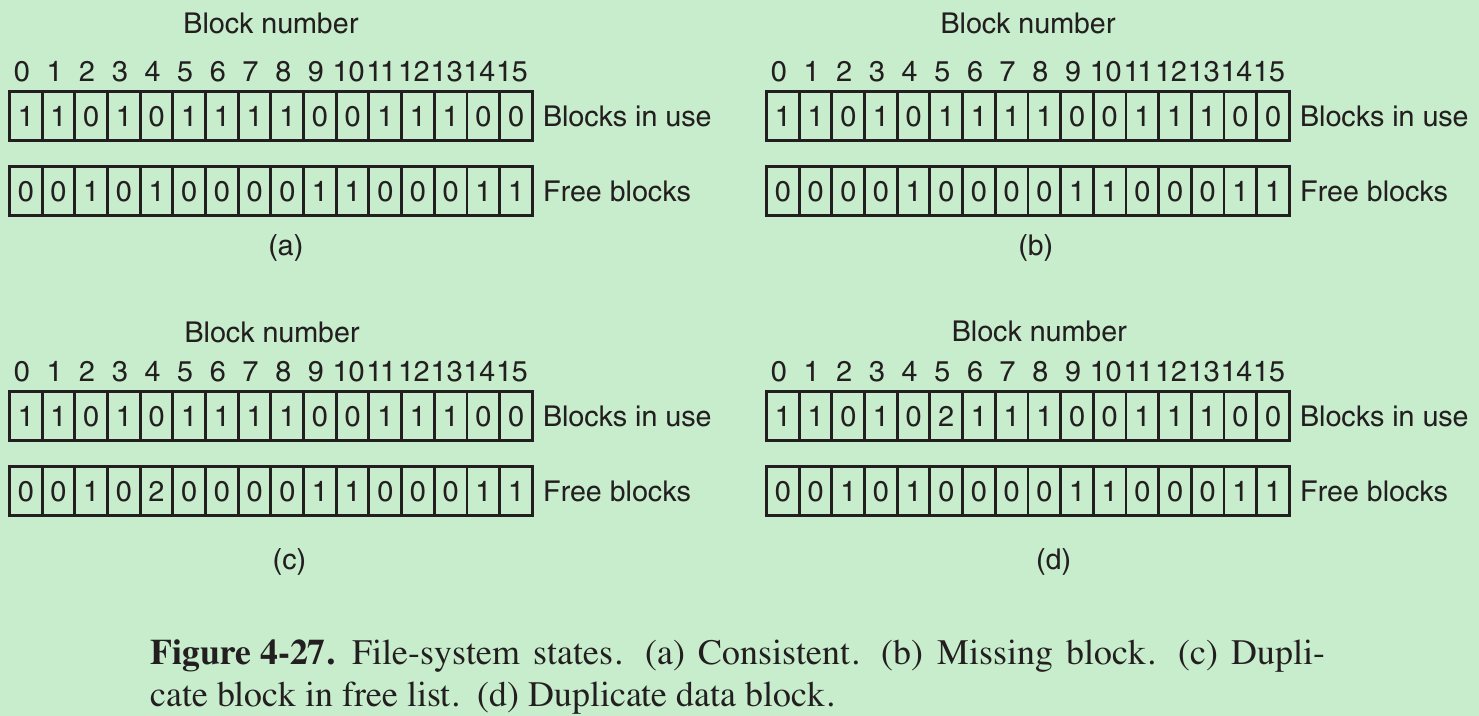 Block number
0 1 2 3 4 5 6 7 8 9 10 11 12 13 14 15
1 1 0 1 0 1 1 1 1 0 0 1 1 1 0 0 Blocks in use
0 0 1 0 1 0 0 0 0 1 1 0 0 0 1 1 Free blocks
(a)
Block number
0 1 2 3 4 5 6 7 8 9 10 11 12 13 14 15
1 1 0 1 0 1 1 1 1 0 0 1 1 1 0 0 Blocks in use
0 0 0 0 1 0 0 0 0 1 1 0 0 0 1 1 Free blocks
(b)
Block number
0 1 2 3 4 5 6 7 8 9 10 11 12 13 14 15
1 1 0 1 0 1 1 1 1 0 0 1 1 1 0 0 Blocks in use
0 0 1 0 2 0 0 0 0 1 1 0 0 0 1 1 Free blocks
(c)
Block number
0 1 2 3 4 5 6 7 8 9 10 11 12 13 14 15
1 1 0 1 0 2 1 1 1 0 0 1 1 1 0 0 Blocks in use
0 0 1 0 1 0 0 0 0 1 1 0 0 0 1 1 Free blocks
(d)
Figure 4-27. File-system states. (a) Consistent. (b) Missing block. (c) Dupli-
cate block in free list. (d) Duplicate data block.